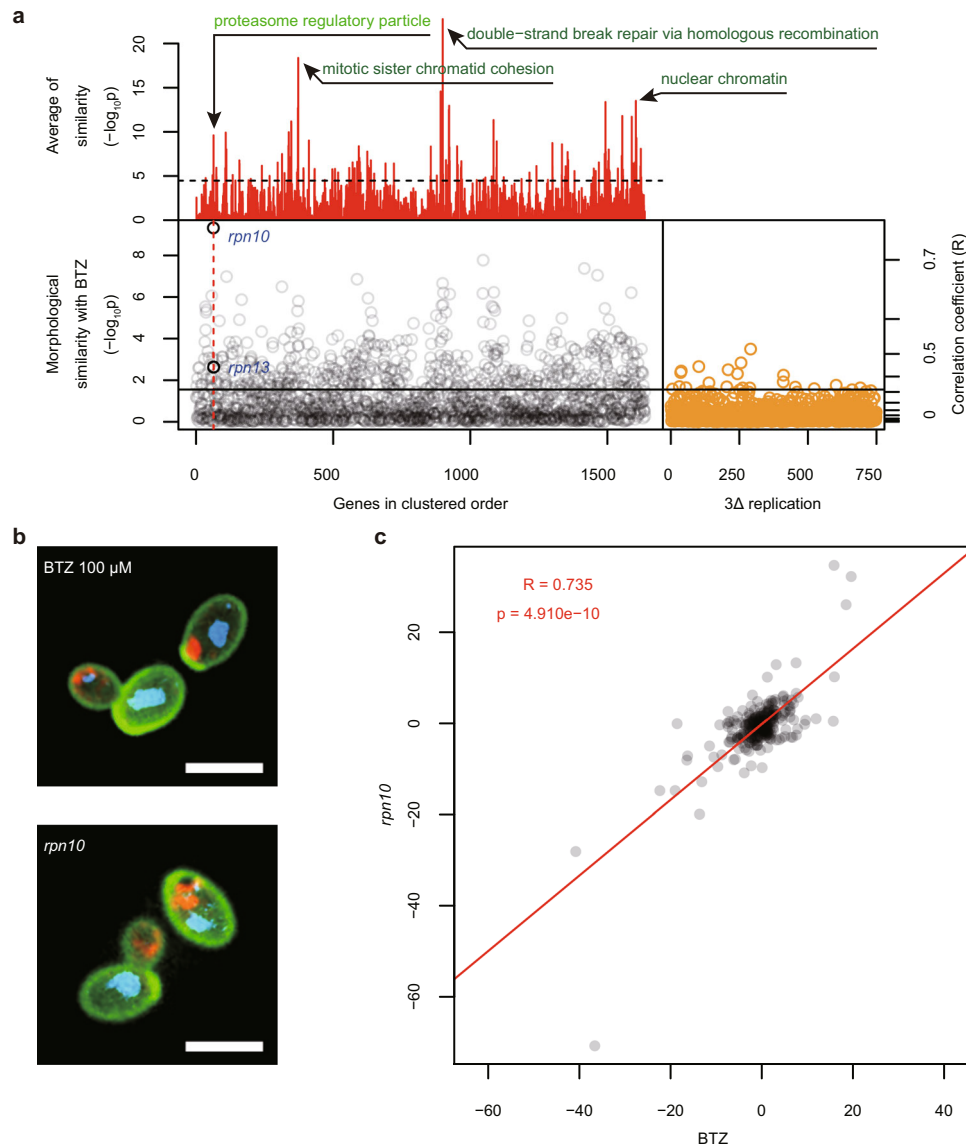 a
proteasome regulatory particle
double−strand break repair via homologous recombination
mitotic sister chromatid cohesion
nuclear chromatin
Average of
similarity
(−log₁₀p)
20
15
10
5
0
rpn10
rpn13
Morphological
similarity with BTZ
(−log₁₀p)
8
6
4
2
0
0.7
0.5
0
Correlation coefficient (R)
0 500 1000 1500
Genes in clustered order
0 250 500 750
3Δ replication
b
BTZ 100 µM
rpn10
c
R = 0.735
p = 4.910e−10
rpn10
20
0
−20
−40
−60
−60 −40 −20 0 20 40
BTZ